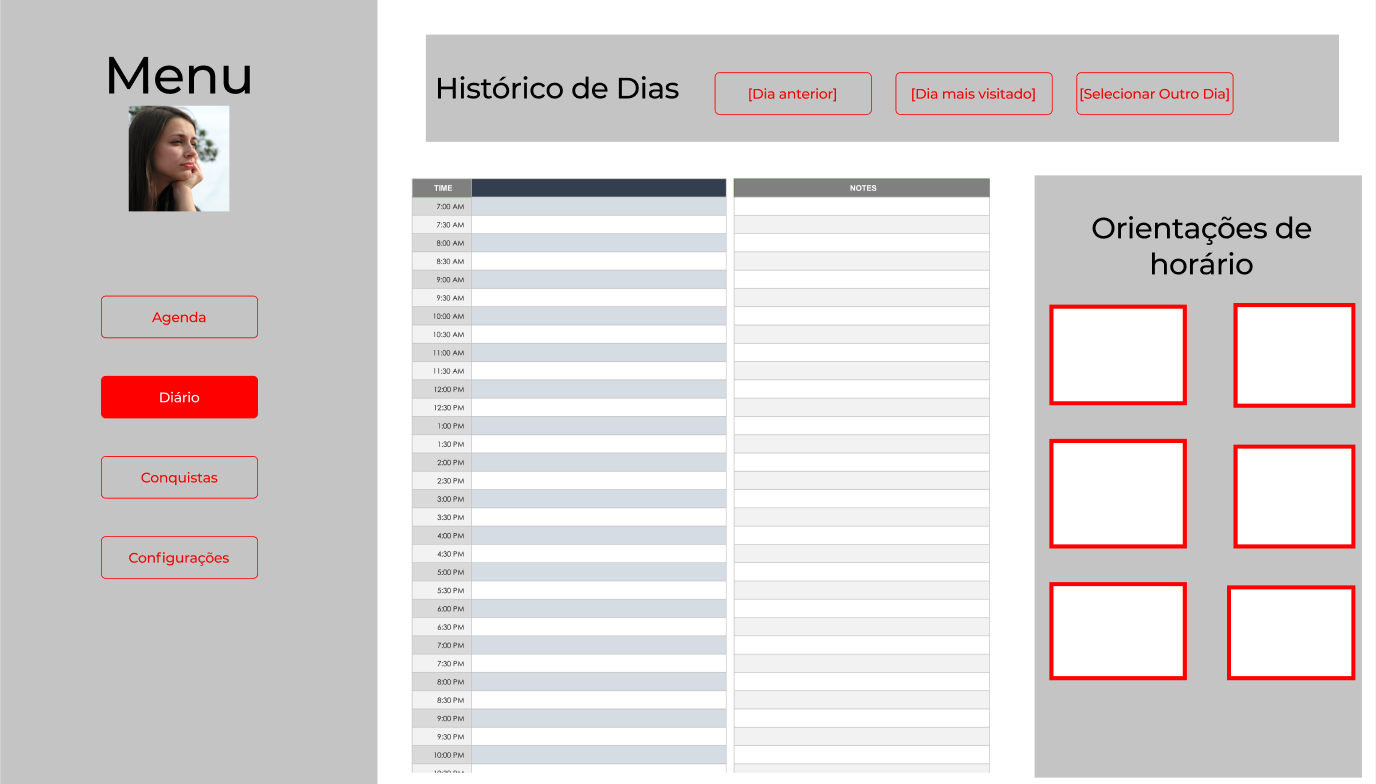 Menu
Agenda
Diário
Conquistas
Configurações
Histórico de Dias
[Dia anterior]
[Dia mais visitado]
[Selecionar Outro Dia]
TIME
7:00 AM
7:30 AM
8:00 AM
8:30 AM
9:00 AM
9:30 AM
10:00 AM
10:30 AM
11:00 AM
11:30 AM
12:00 PM
12:30 PM
1:00 PM
1:30 PM
2:00 PM
2:30 PM
3:00 PM
3:30 PM
4:00 PM
4:30 PM
5:00 PM
5:30 PM
6:00 PM
6:30 PM
7:00 PM
7:30 PM
8:00 PM
8:30 PM
9:00 PM
9:30 PM
10:00 PM
NOTES
Orientações de
horário